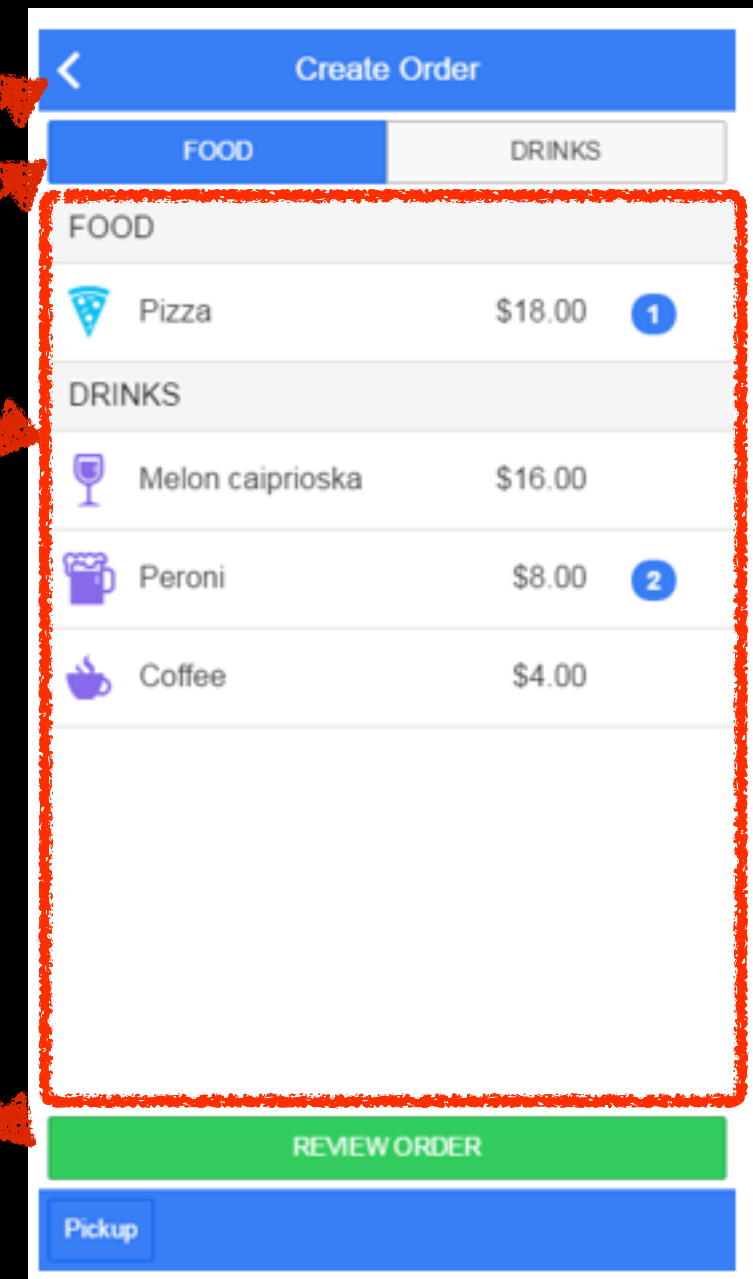 Create Order
FOOD DRINKS
FOOD
Pizza $18.00 1
DRINKS
Melon caiprioska $16.00
Peroni $8.00 2
Coffee $4.00
REVIEW ORDER
Pickup